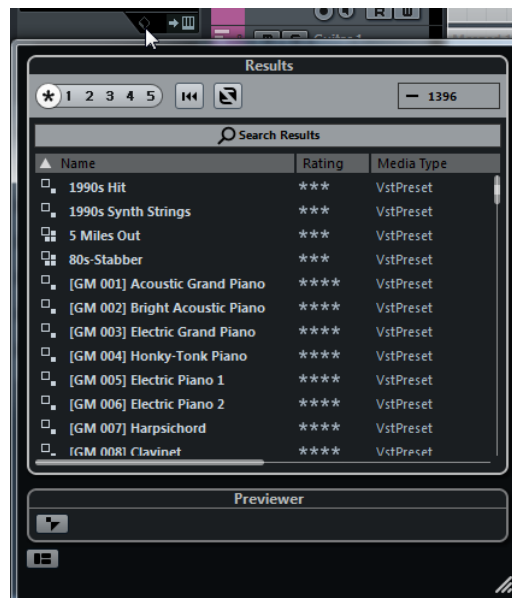 R
Results
* 1 2 3 4 5
1396
Search Results
Name Rating Media Type
1990s Hit *** VstPreset
1990s Synth Strings *** VstPreset
5 Miles Out *** VstPreset
80s-Stabber *** VstPreset
[GM 001] Acoustic Grand Piano **** VstPreset
[GM 002] Bright Acoustic Piano **** VstPreset
[GM 003] Electric Grand Piano **** VstPreset
[GM 004] Honky-Tonk Piano **** VstPreset
[GM 005] Electric Piano 1 **** VstPreset
[GM 006] Electric Piano 2 **** VstPreset
[GM 007] Harpsichord **** VstPreset
[GM 008] Clavinet **** VstPreset
Previewer